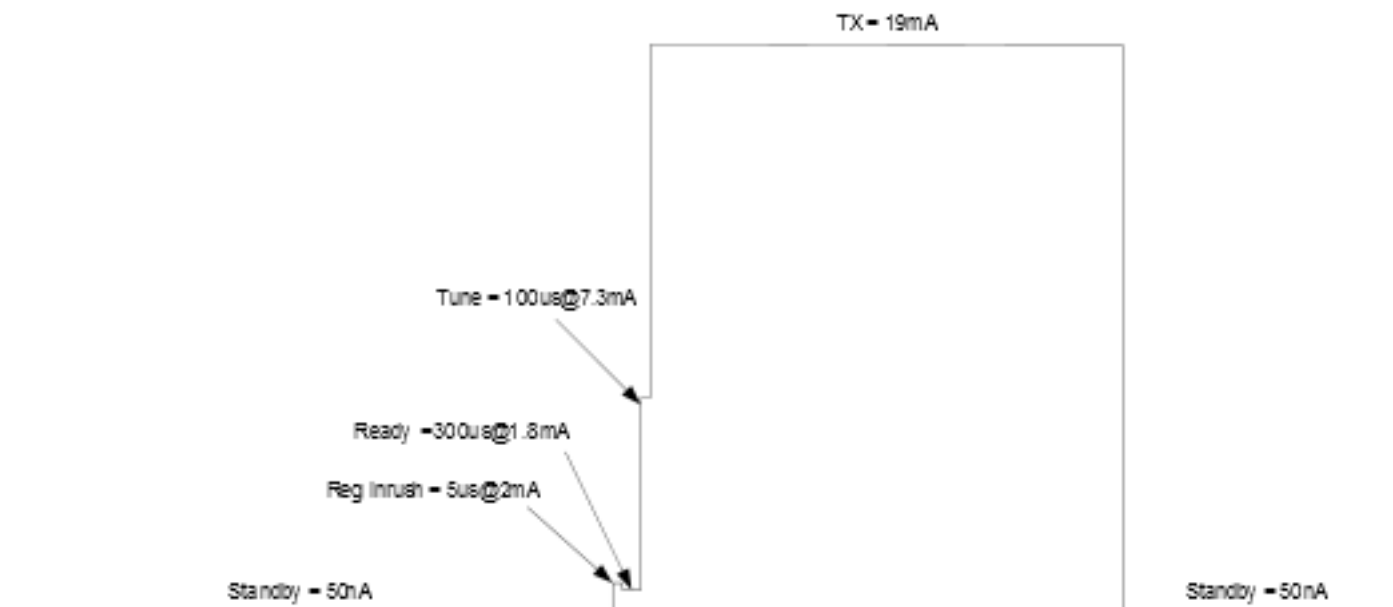 TX = 19mA
Tune = 100us@7.3mA
Ready =300us@1.8mA
Reg Inrush = 5us@2mA
Standby = 50nA
Standby =50nA